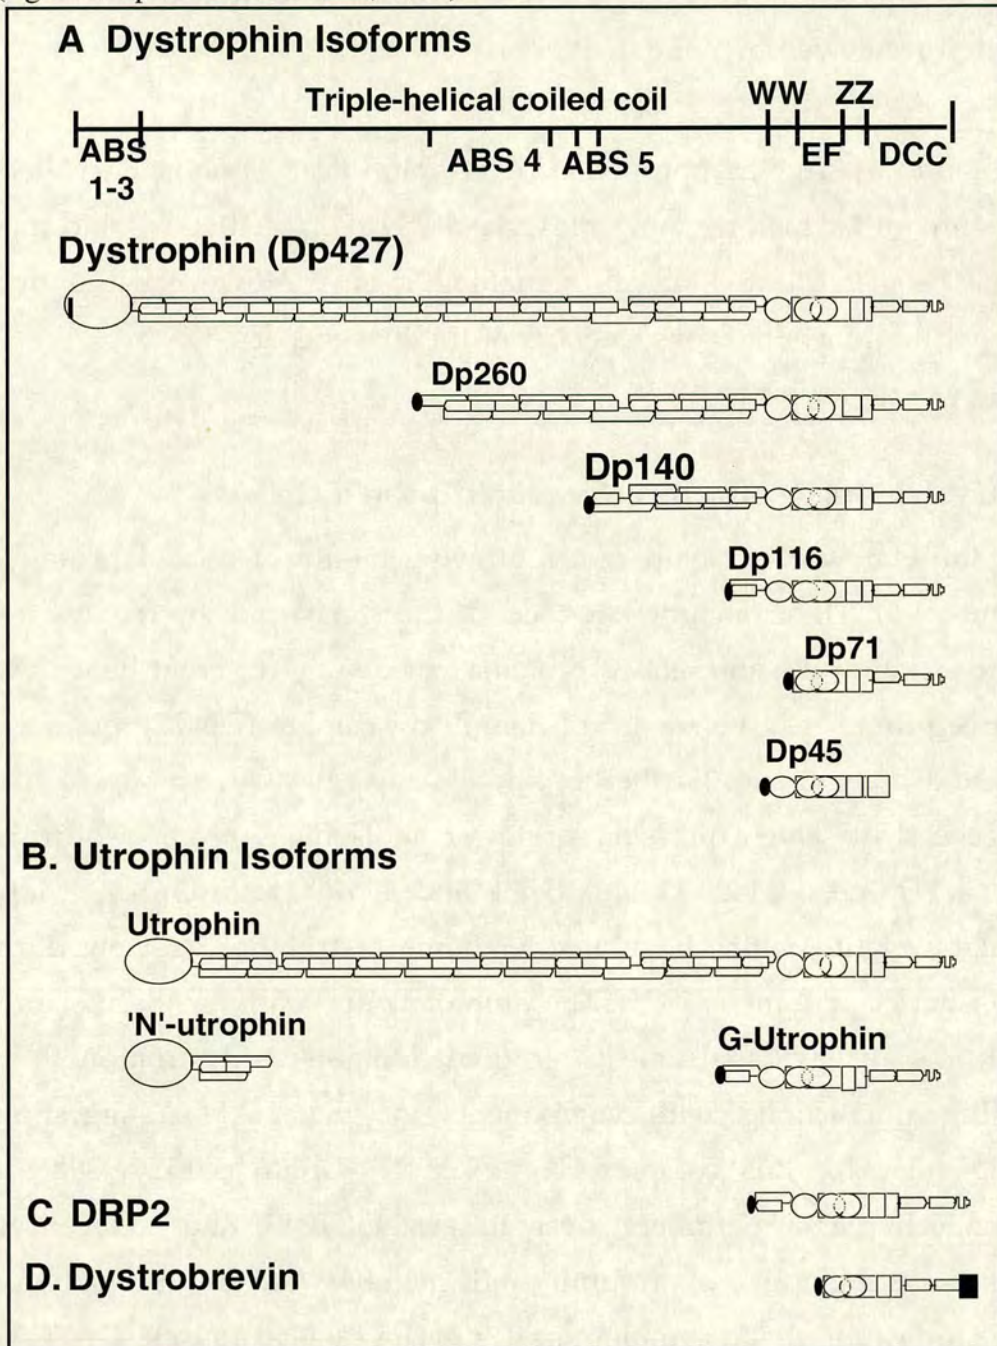 A Dystrophin Isoforms
Triple-helical coiled coil
WW ZZ
ABS ABS 4 ABS 5 EF DCC
1-3
Dystrophin (Dp427)
Dp260
Dp140
Dp116
Dp71
Dp45
B. Utrophin Isoforms
Utrophin
'N'-utrophin
G-Utrophin
C DRP2
D. Dystrobrevin